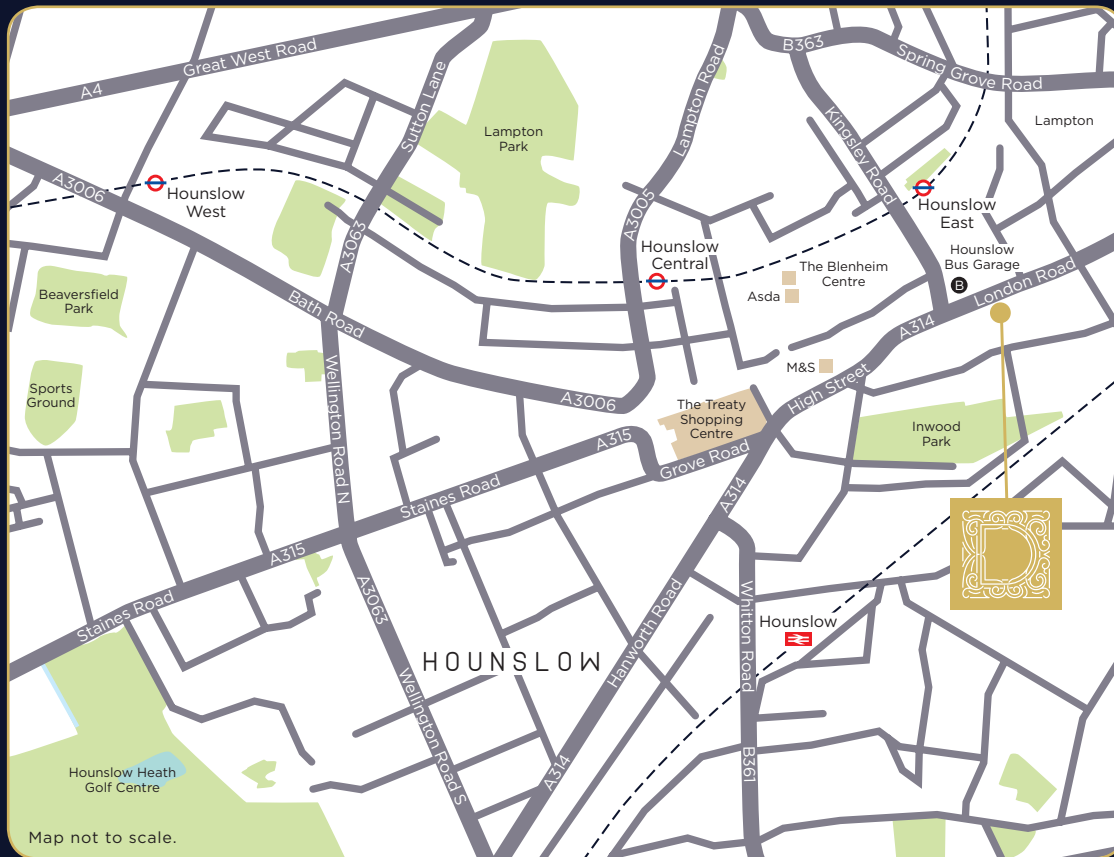 B363
Spring Grove Road
Great West Road
A4
Sutton Lane
Lampton Road
Lampton
Park
Kingsley Road
Lampton
A3006
Hounslow
West
A3063
A3005
Hounslow
East
Hounslow
Central
Hounslow
Bus Garage
B
The Blenheim
Centre
Asda
London Road
Beaversfield
Park
Bath Road
A314
M&S
High Street
Sports
Ground
Wellington Road N
A3006
The Treaty
Shopping
Centre
A315
Grove Road
Inwood
Park
Staines Road
A314
A315
D
Staines Road
A3063
Whitton Road
Hounslow
HOUNSLOW
Hanworth Road
Wellington Road S
A314
B361
Hounslow Heath
Golf Centre
Map not to scale.